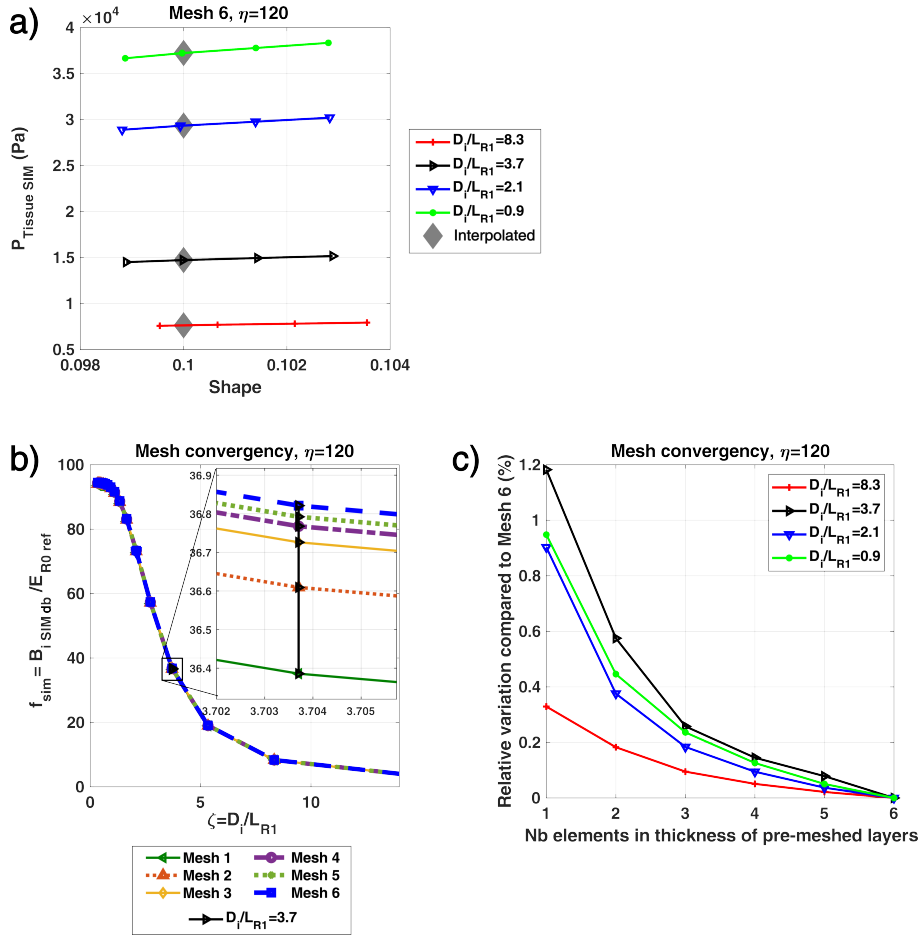 a)
Mesh 6, η=120
×10⁴
4
3.5
3
2.5
2
1.5
1
0.5
P_Tissue SIM (Pa)
0.098
0.1
0.102
0.104
Shape
D_i/L_R1=8.3
D_i/L_R1=3.7
D_i/L_R1=2.1
D_i/L_R1=0.9
Interpolated
b)
Mesh convergency, η=120
100
80
60
40
20
0
f_sim = B_i SIM db /E_R0 ref
36.9
36.8
36.7
36.6
36.5
36.4
3.702
3.703
3.704
3.705
0
5
10
ζ=D_i/L_R1
Mesh 1
Mesh 2
Mesh 3
Mesh 4
Mesh 5
Mesh 6
D_i/L_R1=3.7
c)
Mesh convergency, η=120
1.2
1
0.8
0.6
0.4
0.2
0
Relative variation compared to Mesh 6 (%)
D_i/L_R1=8.3
D_i/L_R1=3.7
D_i/L_R1=2.1
D_i/L_R1=0.9
1
2
3
4
5
6
Nb elements in thickness of pre-meshed layers